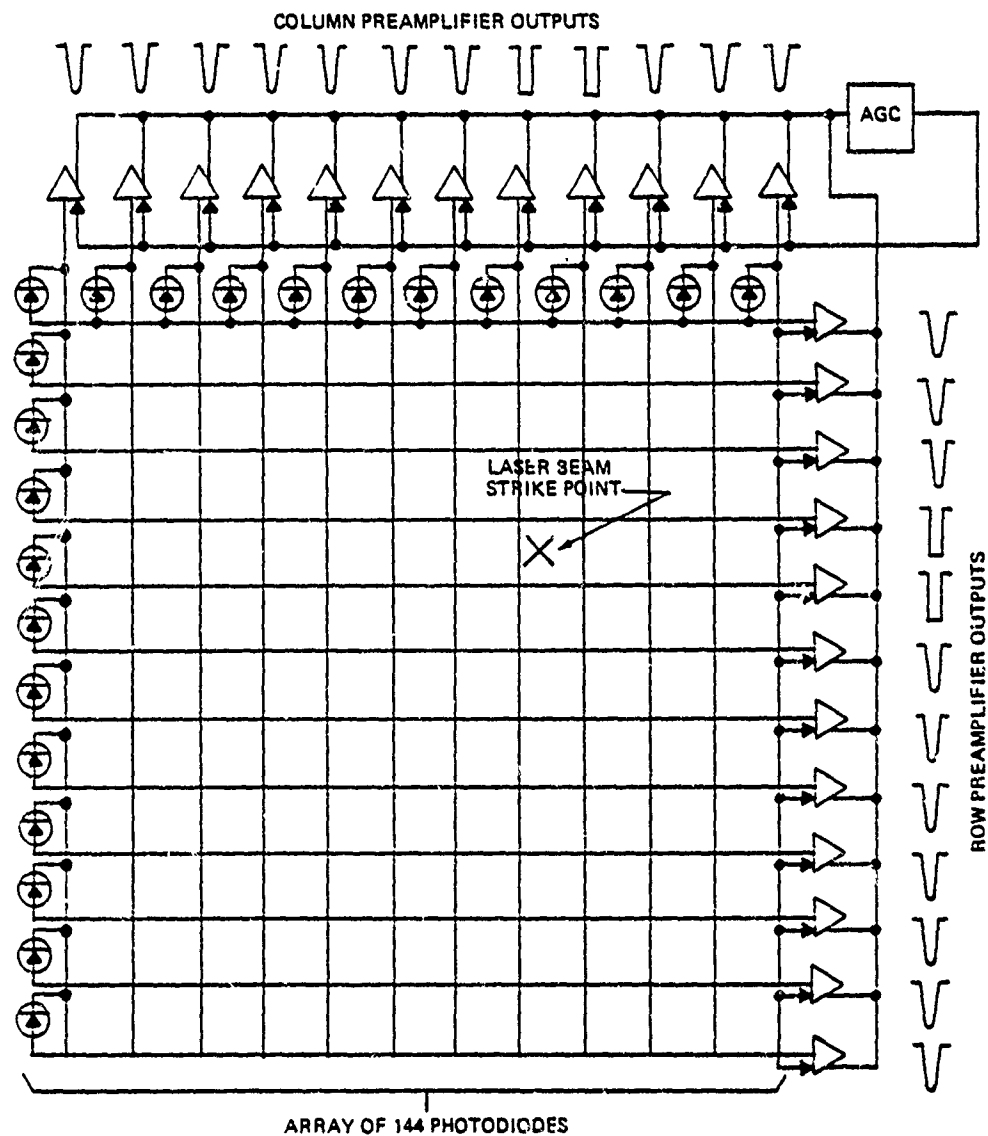 COLUMN PREAMPLIFIER OUTPUTS
AGC
LASER BEAM
STRIKE POINT
ROW PREAMPLIFIER OUTPUTS
ARRAY OF 144 PHOTODIODES